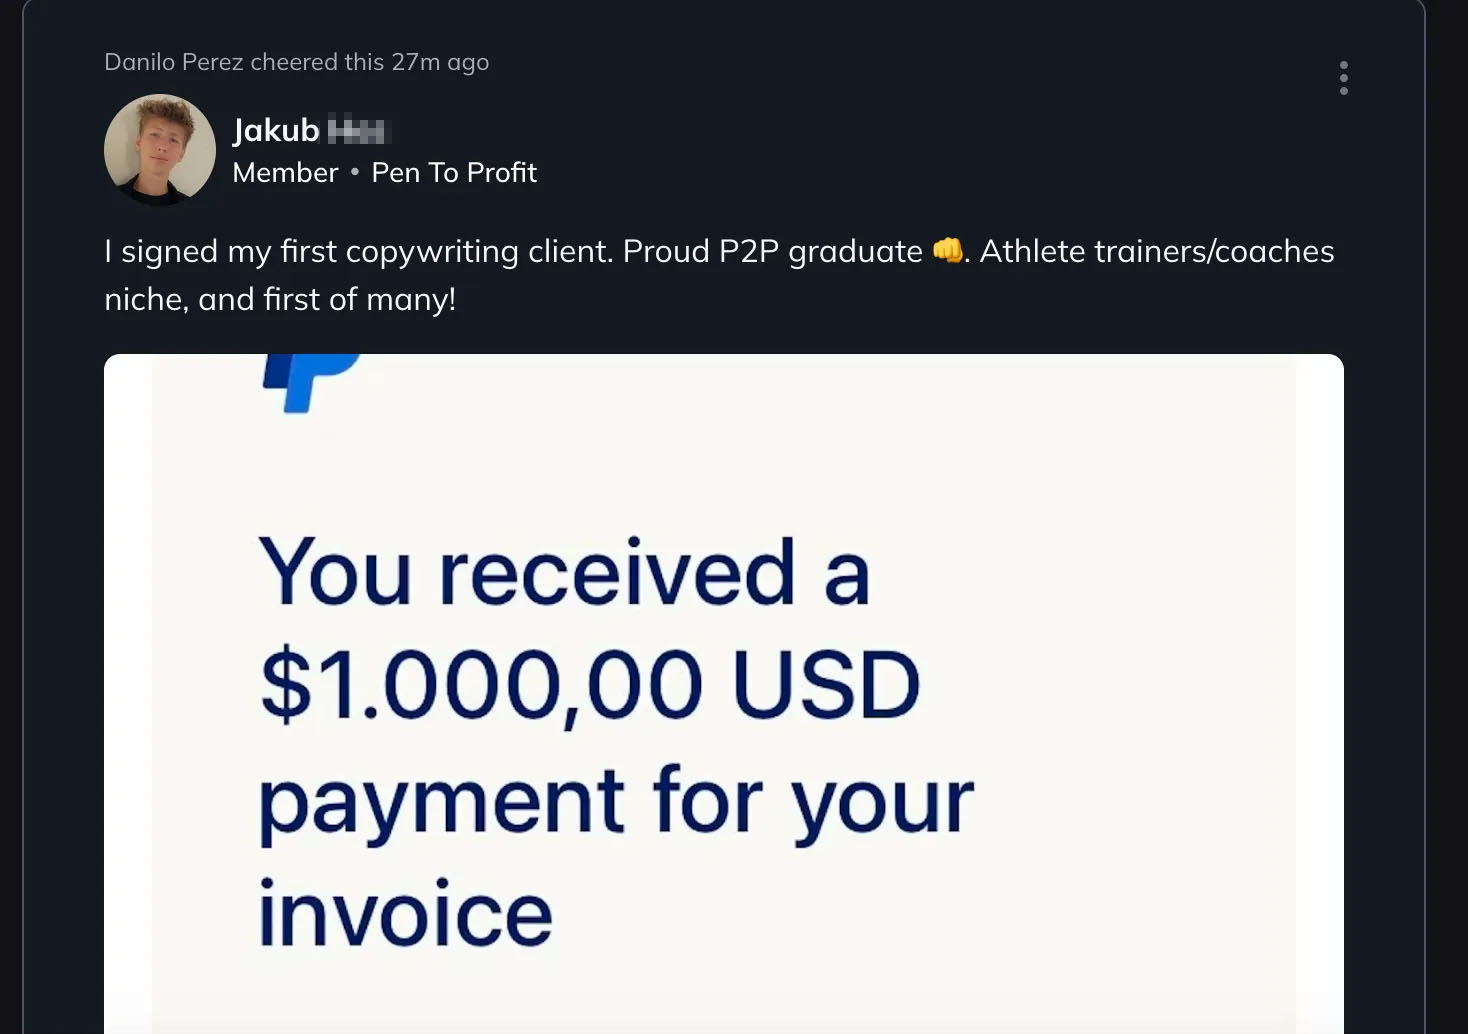 Danilo Perez cheered this 27m ago
Jakub
Member • Pen To Profit
I signed my first copywriting client. Proud P2P graduate 👊. Athlete trainers/coaches
niche, and first of many!
You received a
$1.000,00 USD
payment for your
invoice